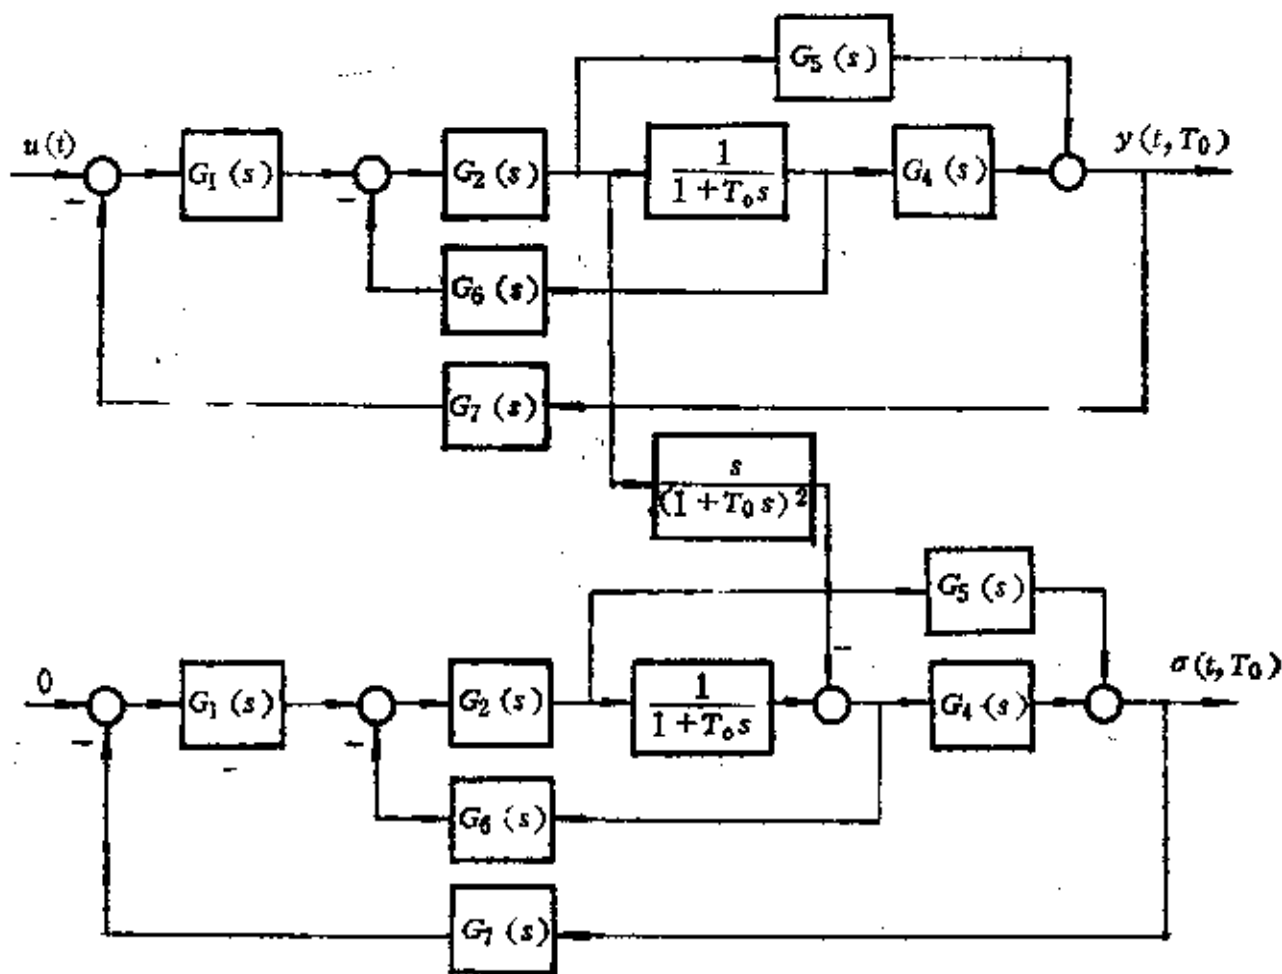 G₅(s)
u(t)
G₁(s)
G₂(s)
1
1+T₀s
G₄(s)
y(t,T₀)
−
−
G₆(s)
G₇(s)
s
(1+T₀s)²
G₅(s)
−
0
G₁(s)
G₂(s)
1
1+T₀s
G₄(s)
σ(t,T₀)
−
−
G₆(s)
G₇(s)